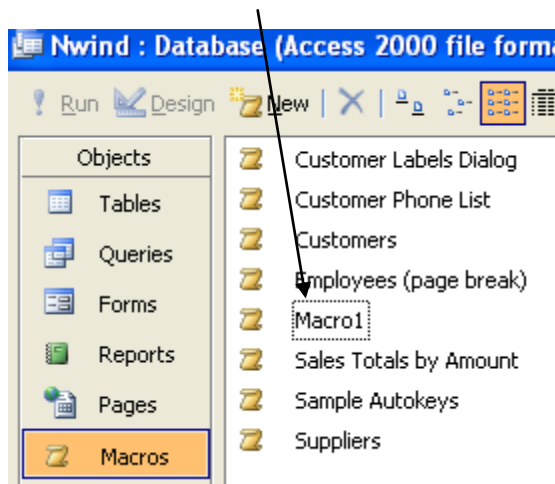 Nwind : Database (Access 2000 file forma
Run Design New
Objects
Tables
Queries
Forms
Reports
Pages
Macros
Customer Labels Dialog
Customer Phone List
Customers
Employees (page break)
Macro1
Sales Totals by Amount
Sample Autokeys
Suppliers